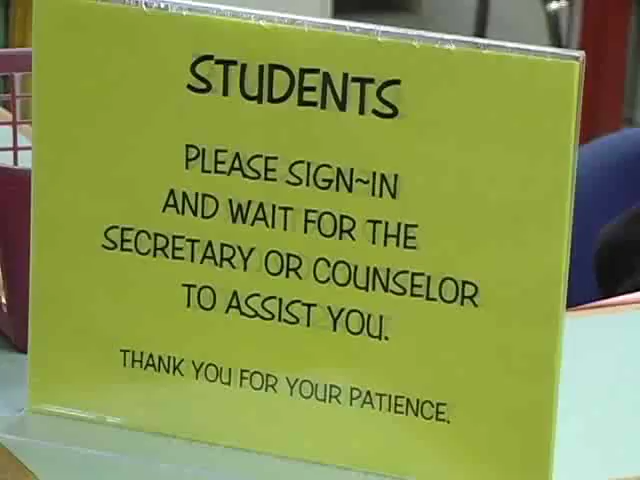 STUDENTS
PLEASE SIGN~IN
AND WAIT FOR THE
SECRETARY OR COUNSELOR
TO ASSIST YOU.
THANK YOU FOR YOUR PATIENCE.